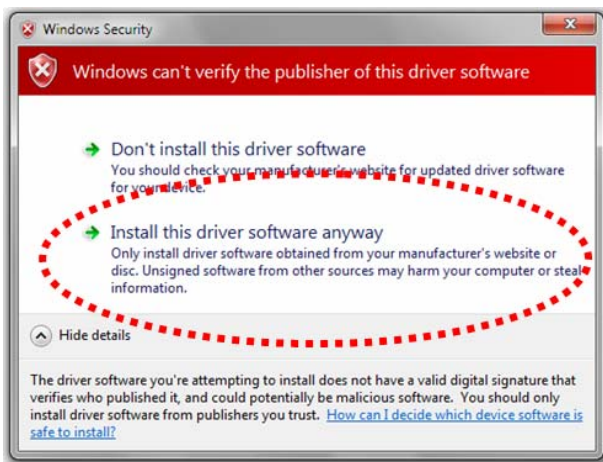 Windows Security
Windows can't verify the publisher of this driver software
Don't install this driver software
You should check your manufacturer's website for updated driver software
for your device.
Install this driver software anyway
Only install driver software obtained from your manufacturer's website or
disc. Unsigned software from other sources may harm your computer or steal
information.
Hide details
The driver software you're attempting to install does not have a valid digital signature that
verifies who published it, and could potentially be malicious software. You should only
install driver software from publishers you trust. How can I decide which device software is
safe to install?